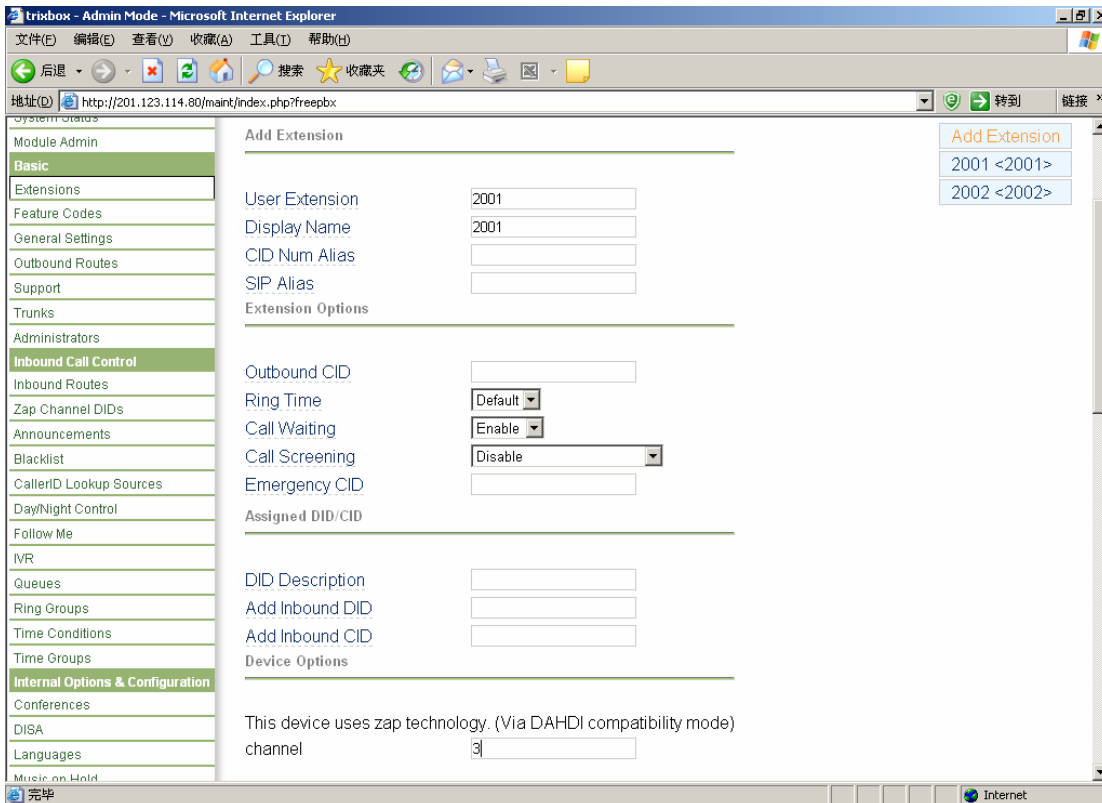 trixbox - Admin Mode - Microsoft Internet Explorer
文件(F) 编辑(E) 查看(V) 收藏(A) 工具(T) 帮助(H)
后退 搜索 收藏夹
地址(D) http://201.123.114.80/maint/index.php?freepbx 转到 链接 »
System Status
Module Admin
Basic
Extensions
Feature Codes
General Settings
Outbound Routes
Support
Trunks
Administrators
Inbound Call Control
Inbound Routes
Zap Channel DIDs
Announcements
Blacklist
CallerID Lookup Sources
Day/Night Control
Follow Me
IVR
Queues
Ring Groups
Time Conditions
Time Groups
Internal Options & Configuration
Conferences
DISA
Languages
Music on Hold
Add Extension
User Extension 2001
Display Name 2001
CID Num Alias
SIP Alias
Extension Options
Outbound CID
Ring Time Default
Call Waiting Enable
Call Screening Disable
Emergency CID
Assigned DID/CID
DID Description
Add Inbound DID
Add Inbound CID
Device Options
This device uses zap technology. (Via DAHDI compatibility mode)
channel 3
Add Extension
2001 <2001>
2002 <2002>
完毕 Internet